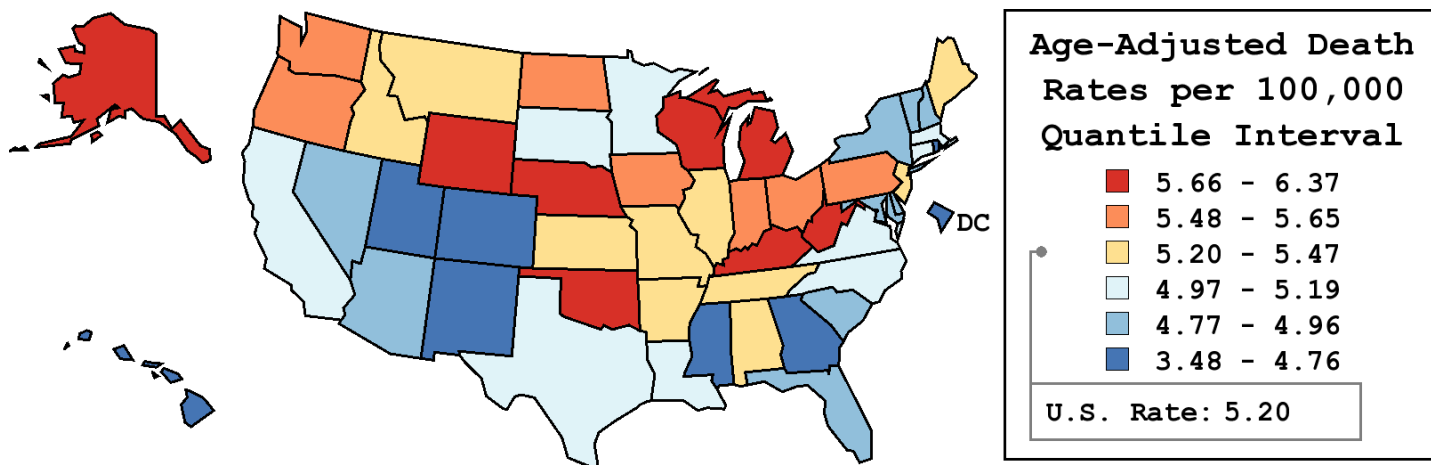 DC
Age-Adjusted Death
Rates per 100,000
Quantile Interval
5.66 - 6.37
5.48 - 5.65
5.20 - 5.47
4.97 - 5.19
4.77 - 4.96
3.48 - 4.76
U.S. Rate: 5.20